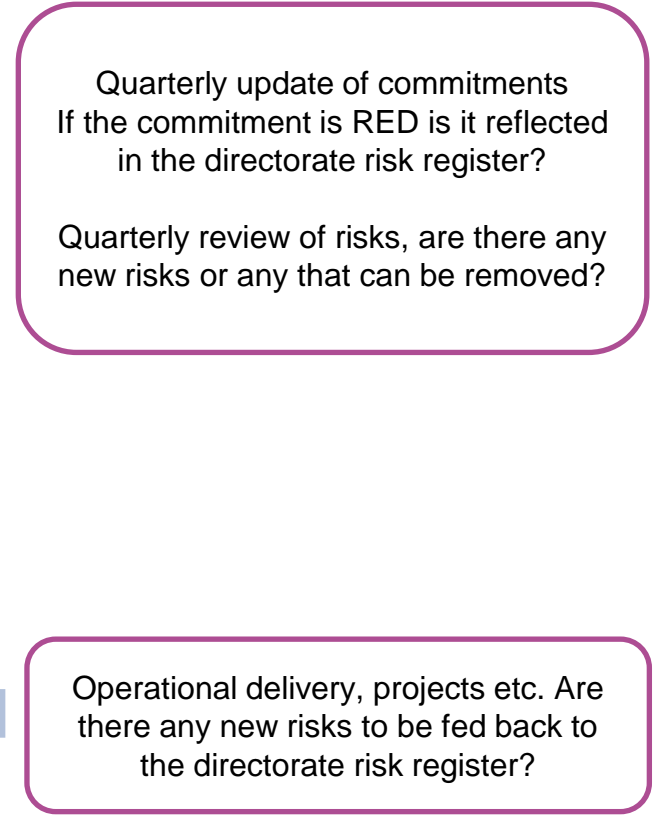 Quarterly update of commitments
If the commitment is RED is it reflected
in the directorate risk register?
Quarterly review of risks, are there any
new risks or any that can be removed?
Operational delivery, projects etc. Are
there any new risks to be fed back to
the directorate risk register?